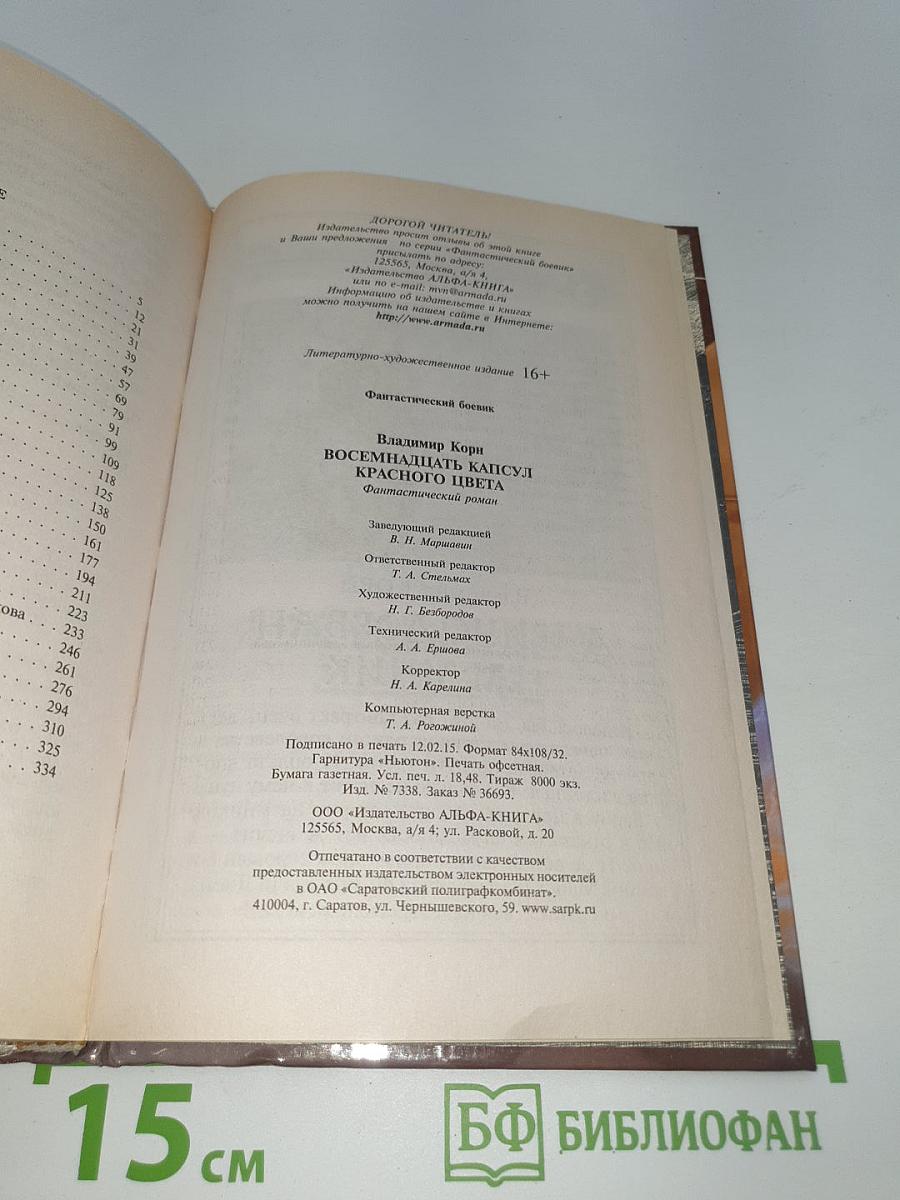 Е
5
12
21
31
39
47
57
69
79
91
99
109
118
125
138
150
161
177
194
211
223
ова . . . 233
246
261
276
294
310
325
334
ДОРОГОЙ ЧИТАТЕЛЬ!
Издательство просит отзывы об этой книге
и Ваши предложения по серии «Фантастический боевик»
присылать по адресу:
125565, Москва, а/я 4,
«Издательство АЛЬФА-КНИГА»
или по e-mail: mvn@armada.ru
Информацию об издательстве и книгах
можно получить на нашем сайте в Интернете:
http://www.armada.ru
Литературно-художественное издание 16+
Фантастический боевик
Владимир Корн
ВОСЕМНАДЦАТЬ КАПСУЛ
КРАСНОГО ЦВЕТА
Фантастический роман
Заведующий редакцией
В. Н. Маршавин
Ответственный редактор
Т. А. Стельмах
Художественный редактор
Н. Г. Безбородов
Технический редактор
А. А. Ершова
Корректор
Н. А. Карелина
Компьютерная верстка
Т. А. Рогожиной
Подписано в печать 12.02.15. Формат 84х108/32.
Гарнитура «Ньютон». Печать офсетная.
Бумага газетная. Усл. печ. л. 18,48. Тираж 8000 экз.
Изд. № 7338. Заказ № 36693.
ООО «Издательство АЛЬФА-КНИГА»
125565, Москва, а/я 4; ул. Расковой, д. 20
Отпечатано в соответствии с качеством
предоставленных издательством электронных носителей
в ОАО «Саратовский полиграфкомбинат».
410004, г. Саратов, ул. Чернышевского, 59. www.sarpk.ru
15 см
БФ БИБЛИОФАН